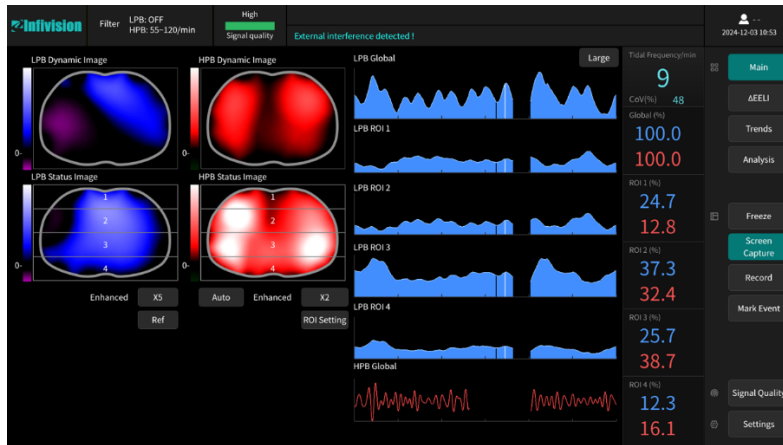 Infivision
Filter
LPB: OFF
HPB: 55~120/min
High
Signal quality
External interference detected !
- -
2024-12-03 10:53
LPB Dynamic Image
HPB Dynamic Image
0-
0-
LPB Status Image
HPB Status Image
1
2
3
4
1
2
3
4
0-
0-
Enhanced
X5
Auto
Enhanced
X2
Ref
ROI Setting
LPB Global
Large
LPB ROI 1
LPB ROI 2
LPB ROI 3
LPB ROI 4
HPB Global
Tidal Frequency/min
9
CoV(%) 48
Global (%)
100.0
100.0
ROI 1 (%)
24.7
12.8
ROI 2 (%)
37.3
32.4
ROI 3 (%)
25.7
38.7
ROI 4 (%)
12.3
16.1
Main
ΔEELI
Trends
Analysis
Freeze
Screen
Capture
Record
Mark Event
Signal Quality
Settings